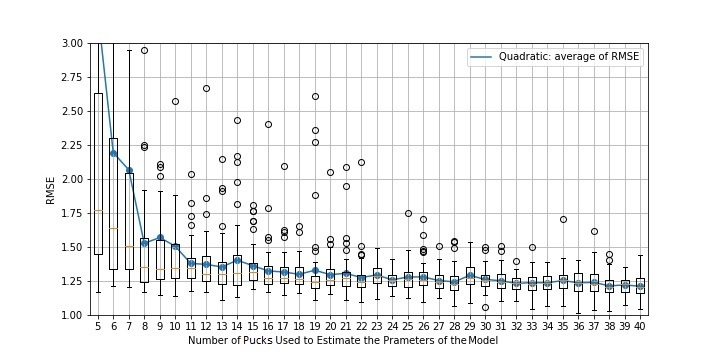 3.00
2.75
2.50
2.25
2.00
1.75
1.50
1.25
1.00
RMSE
Quadratic: average of RMSE
5 6 7 8 9 10 11 12 13 14 15 16 17 18 19 20 21 22 23 24 25 26 27 28 29 30 31 32 33 34 35 36 37 38 39 40
Number of Pucks Used to Estimate the Prameters of the Model